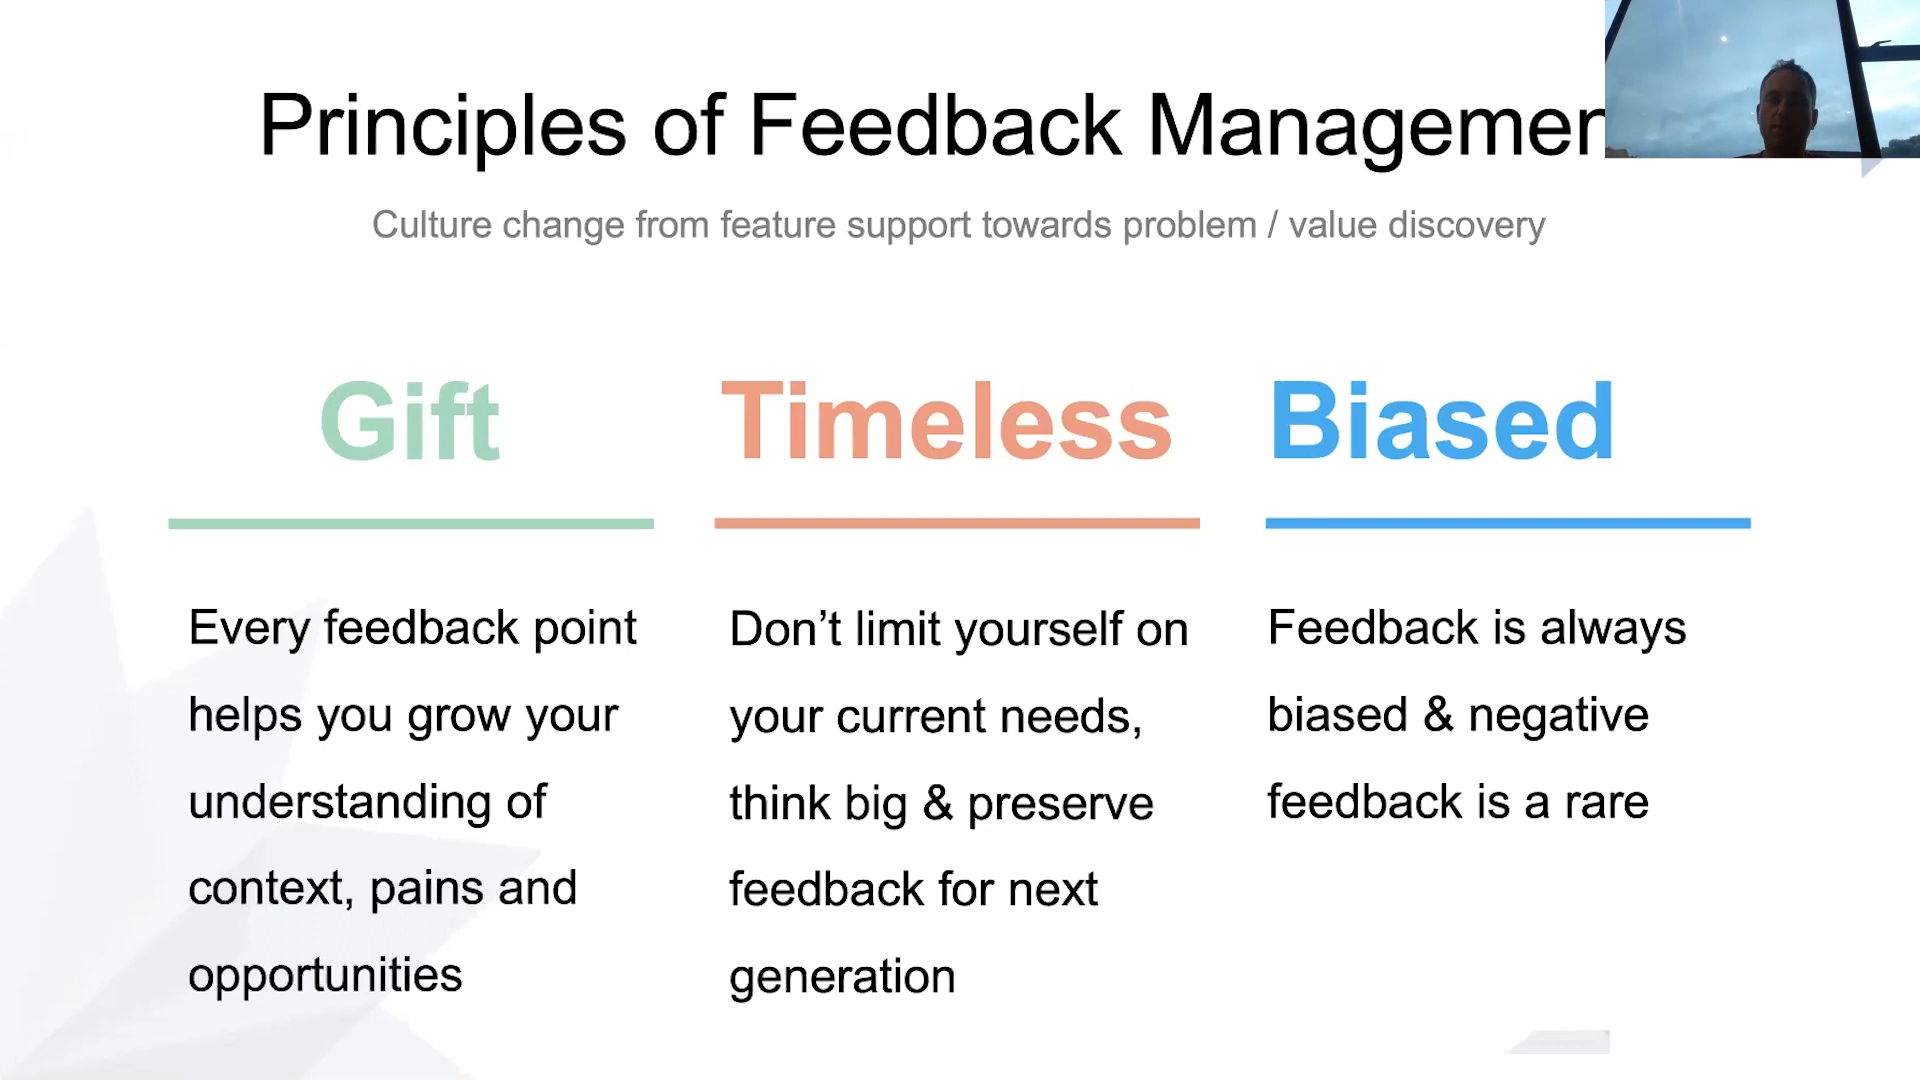 Principles of Feedback Managemen
Culture change from feature support towards problem / value discovery
Gift
Every feedback point
helps you grow your
understanding of
context, pains and
opportunities
Timeless
Don’t limit yourself on
your current needs,
think big & preserve
feedback for next
generation
Biased
Feedback is always
biased & negative
feedback is a rare